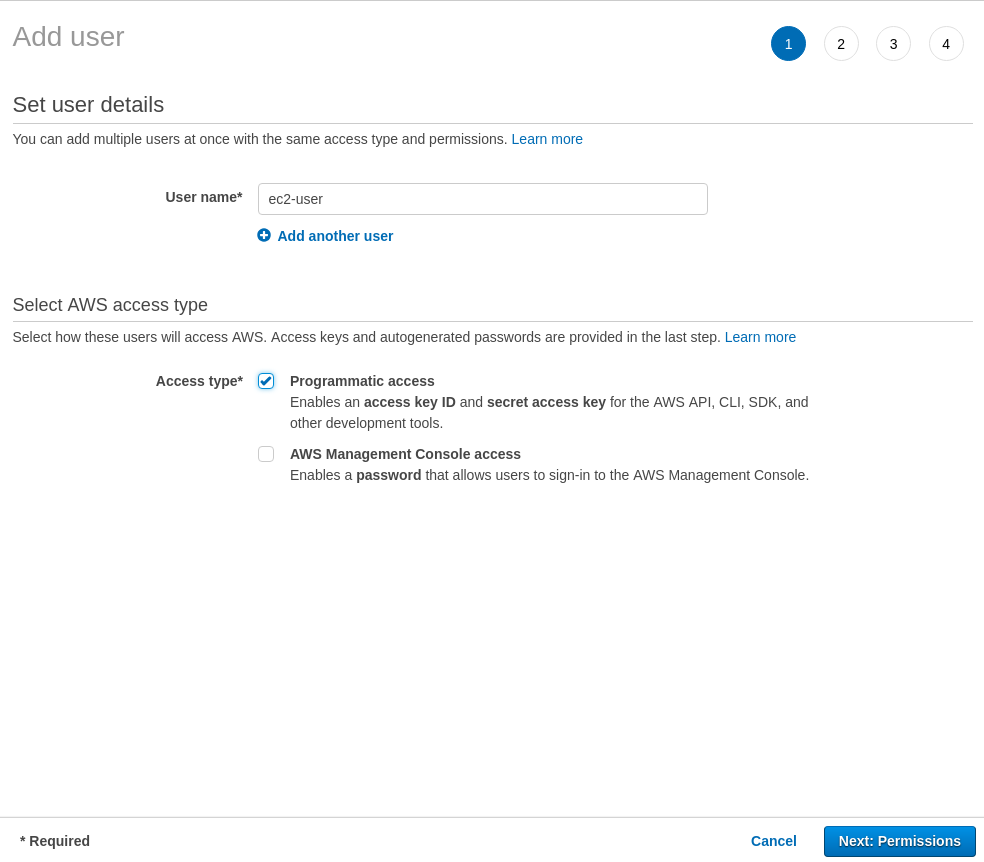 Add user
1 2 3 4
Set user details
You can add multiple users at once with the same access type and permissions. Learn more
User name* ec2-user
Add another user
Select AWS access type
Select how these users will access AWS. Access keys and autogenerated passwords are provided in the last step. Learn more
Access type* Programmatic access
Enables an access key ID and secret access key for the AWS API, CLI, SDK, and
other development tools.
AWS Management Console access
Enables a password that allows users to sign-in to the AWS Management Console.
* Required Cancel Next: Permissions